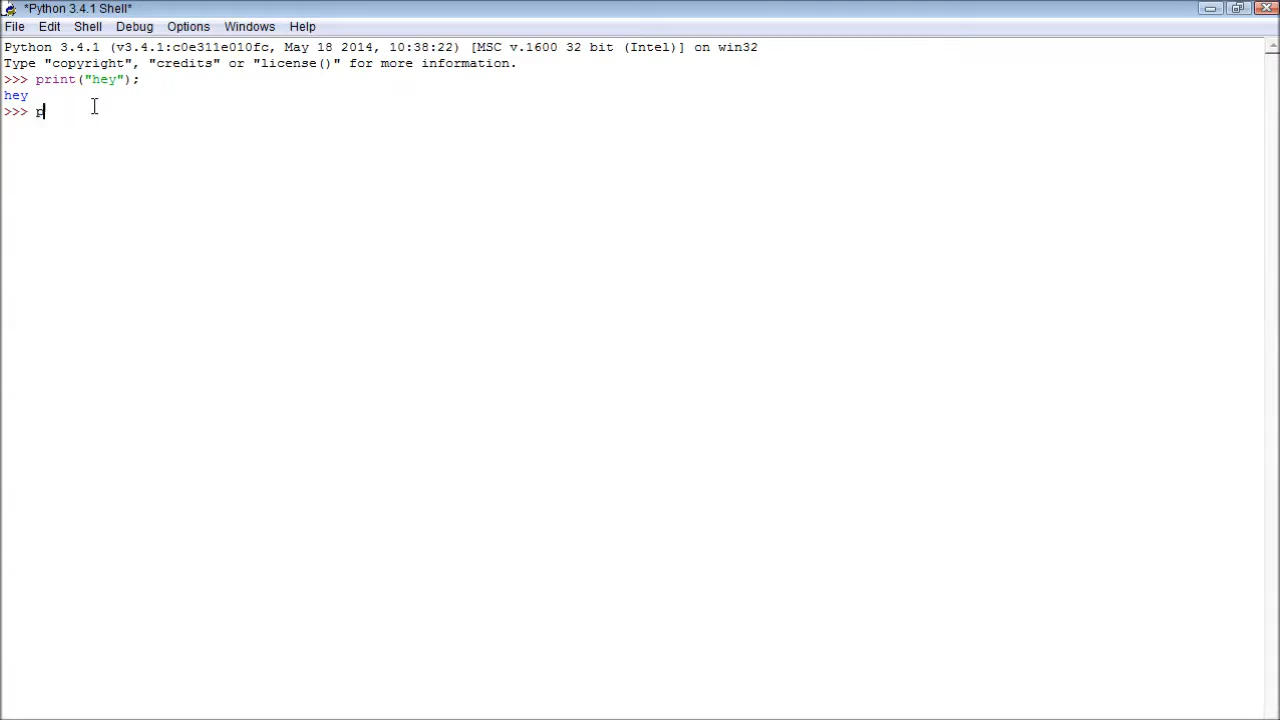 *Python 3.4.1 Shell*
File Edit Shell Debug Options Windows Help
Python 3.4.1 (v3.4.1:c0e311e010fc, May 18 2014, 10:38:22) [MSC v.1600 32 bit (Intel)] on win32
Type "copyright", "credits" or "license()" for more information.
>>> print("hey");
hey
>>> p